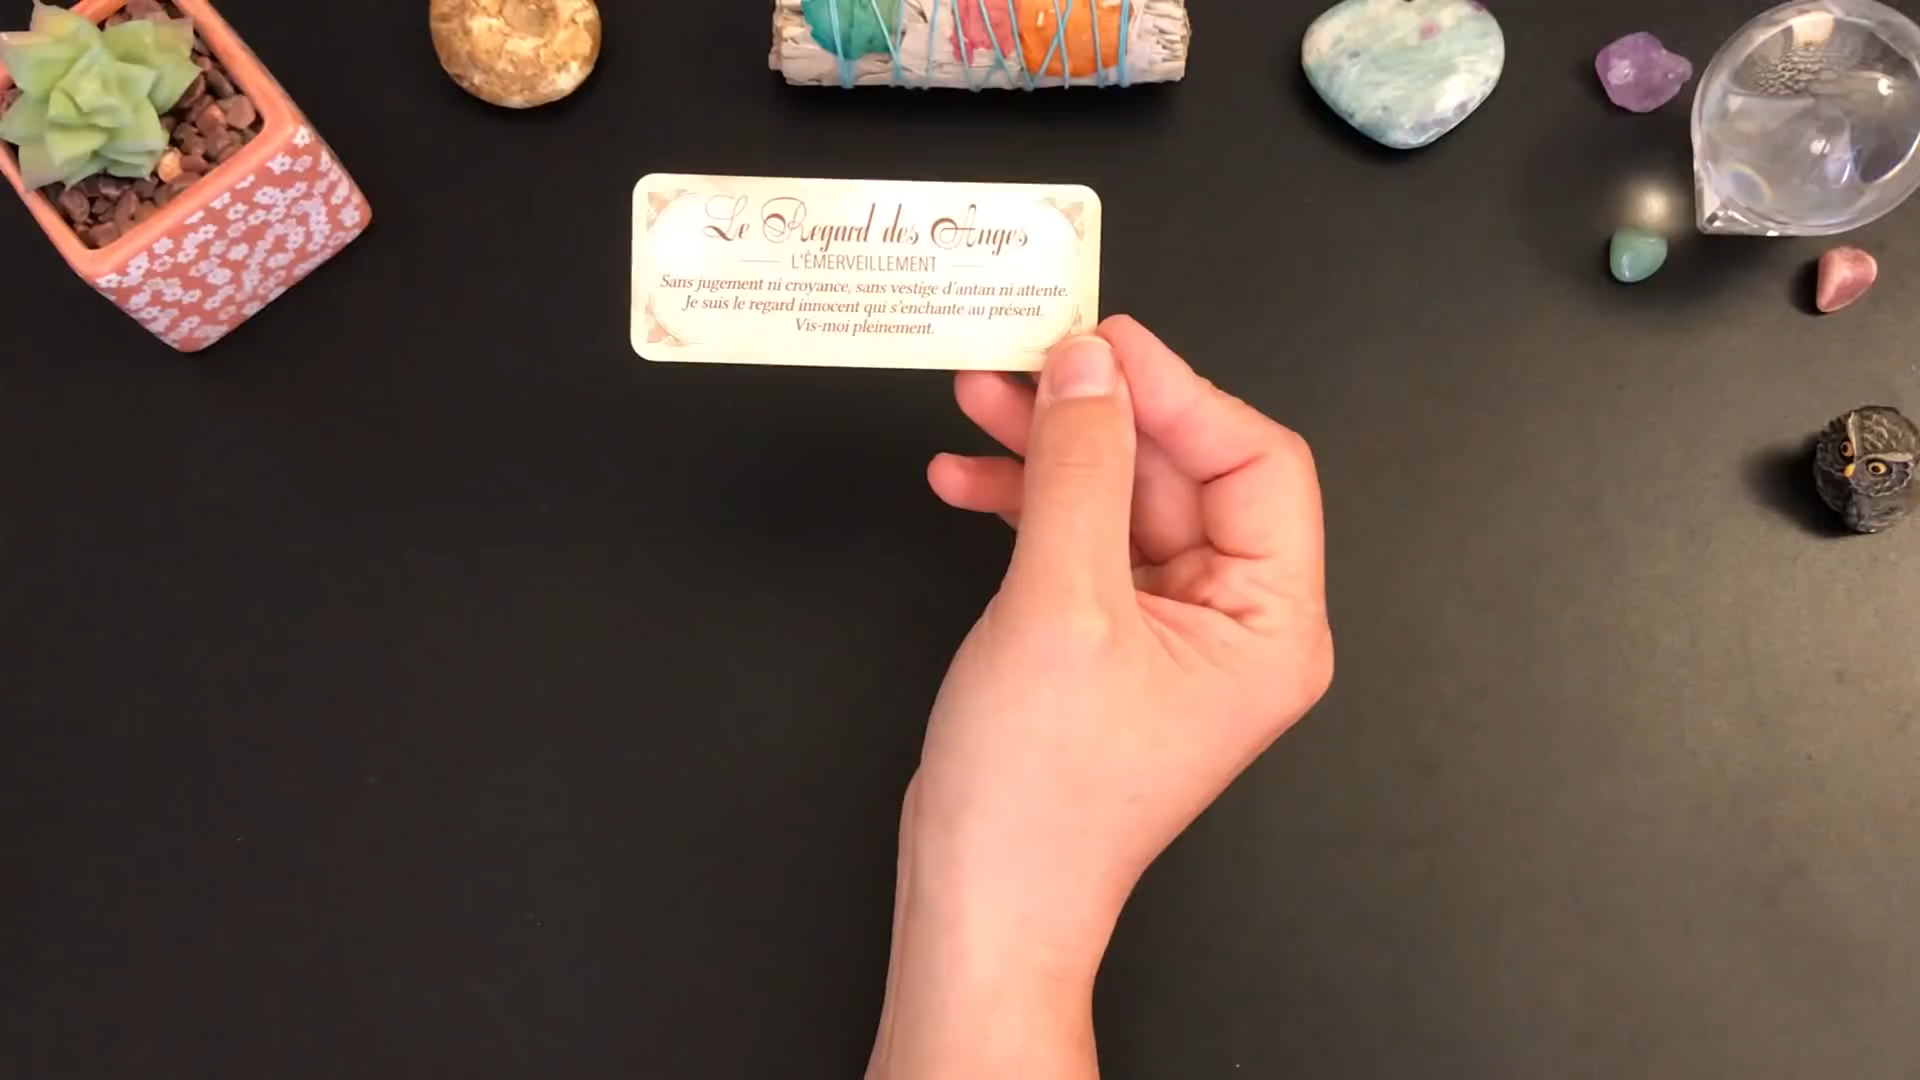 Le Regard des Anges
L'ÉMERVEILLEMENT
Sans jugement ni croyance, sans vestige d'antan ni attente.
Je suis le regard innocent qui s'enchante au présent.
Vis-moi pleinement.